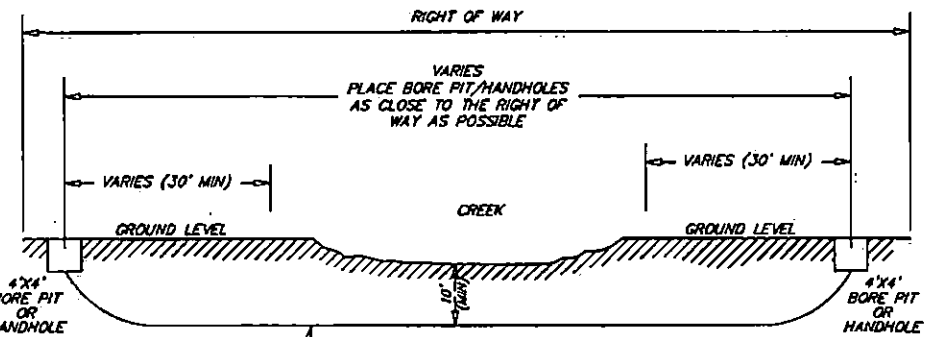 RIGHT OF WAY
VARIES
PLACE BORE PIT/HANDHOLES
AS CLOSE TO THE RIGHT OF
WAY AS POSSIBLE
VARIES (30' MIN)
VARIES (30' MIN)
CREEK
GROUND LEVEL
GROUND LEVEL
10'
(MIN)
4'X4'
BORE PIT
OR
HANDHOLE
4'X4'
BORE PIT
OR
HANDHOLE